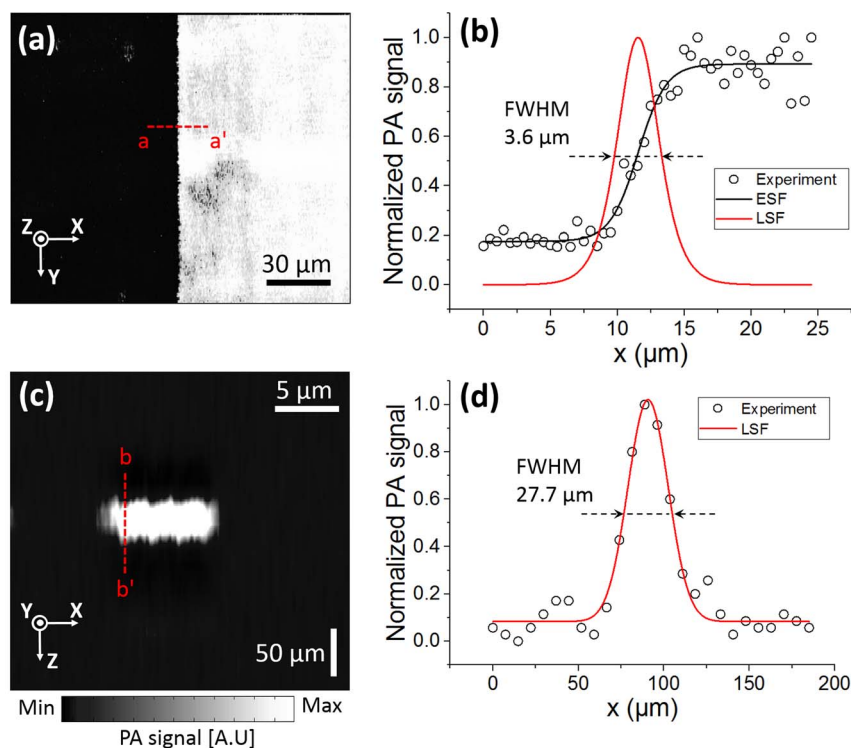 (a)
a
a'
Z
X
Y
30 µm
(b)
Normalized PA signal
1.0
0.8
0.6
0.4
0.2
0.0
FWHM
3.6 µm
Experiment
ESF
LSF
0
5
10
15
20
25
x (µm)
(c)
5 µm
b
b'
Y
X
Z
50 µm
Min
Max
PA signal [A.U]
(d)
Normalized PA signal
1.0
0.8
0.6
0.4
0.2
0.0
FWHM
27.7 µm
Experiment
LSF
0
50
100
150
200
x (µm)